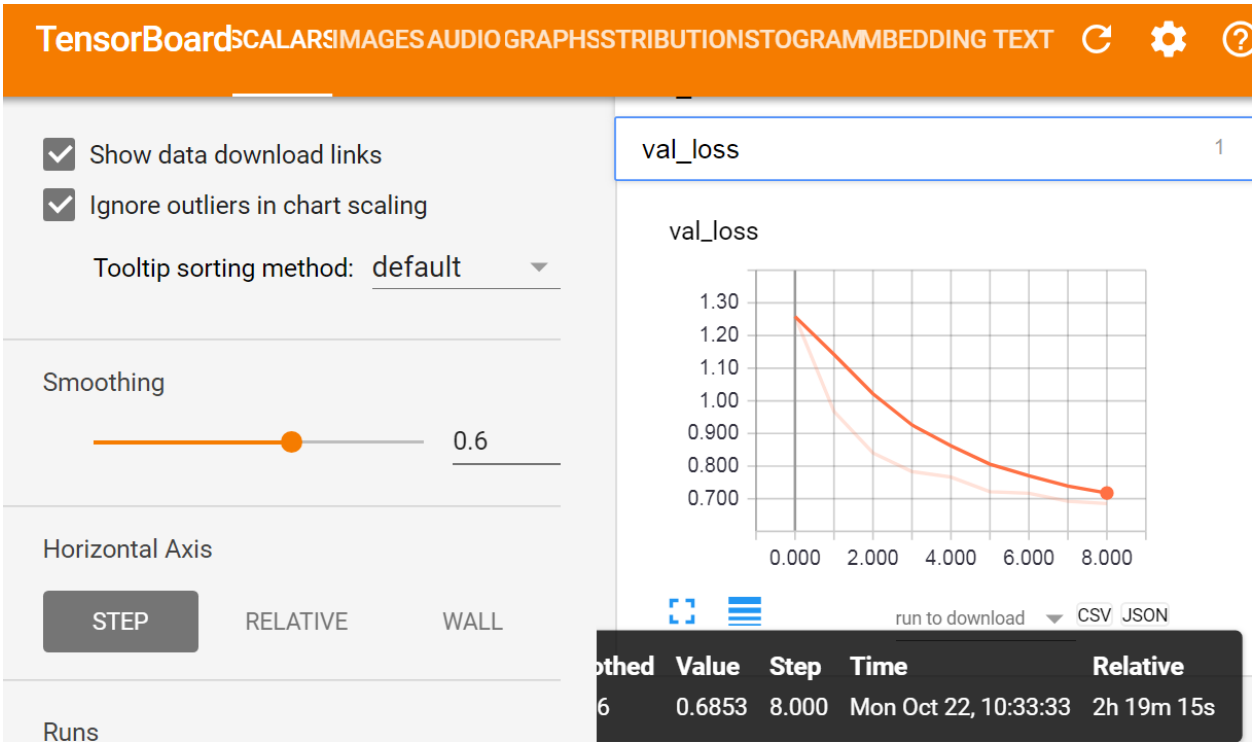 TensorBoard SCALARS IMAGES AUDIO GRAPHS STRIBUTIONS STOGRAM MBEDDING TEXT
Show data download links
Ignore outliers in chart scaling
Tooltip sorting method: default
Smoothing
0.6
Horizontal Axis
STEP RELATIVE WALL
Runs
val_loss 1
val_loss
1.30
1.20
1.10
1.00
0.900
0.800
0.700
0.000 2.000 4.000 6.000 8.000
run to download CSV JSON
othed Value Step Time Relative
6 0.6853 8.000 Mon Oct 22, 10:33:33 2h 19m 15s